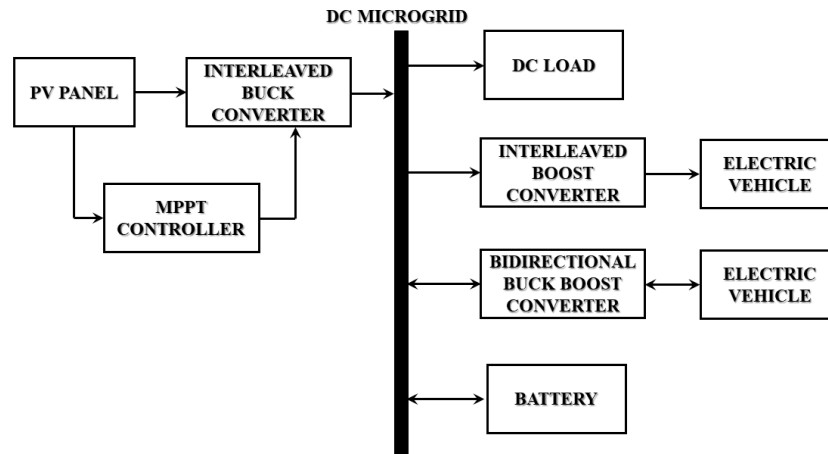 DC MICROGRID
PV PANEL
INTERLEAVED
BUCK
CONVERTER
DC LOAD
MPPT
CONTROLLER
INTERLEAVED
BOOST
CONVERTER
ELECTRIC
VEHICLE
BIDIRECTIONAL
BUCK BOOST
CONVERTER
ELECTRIC
VEHICLE
BATTERY